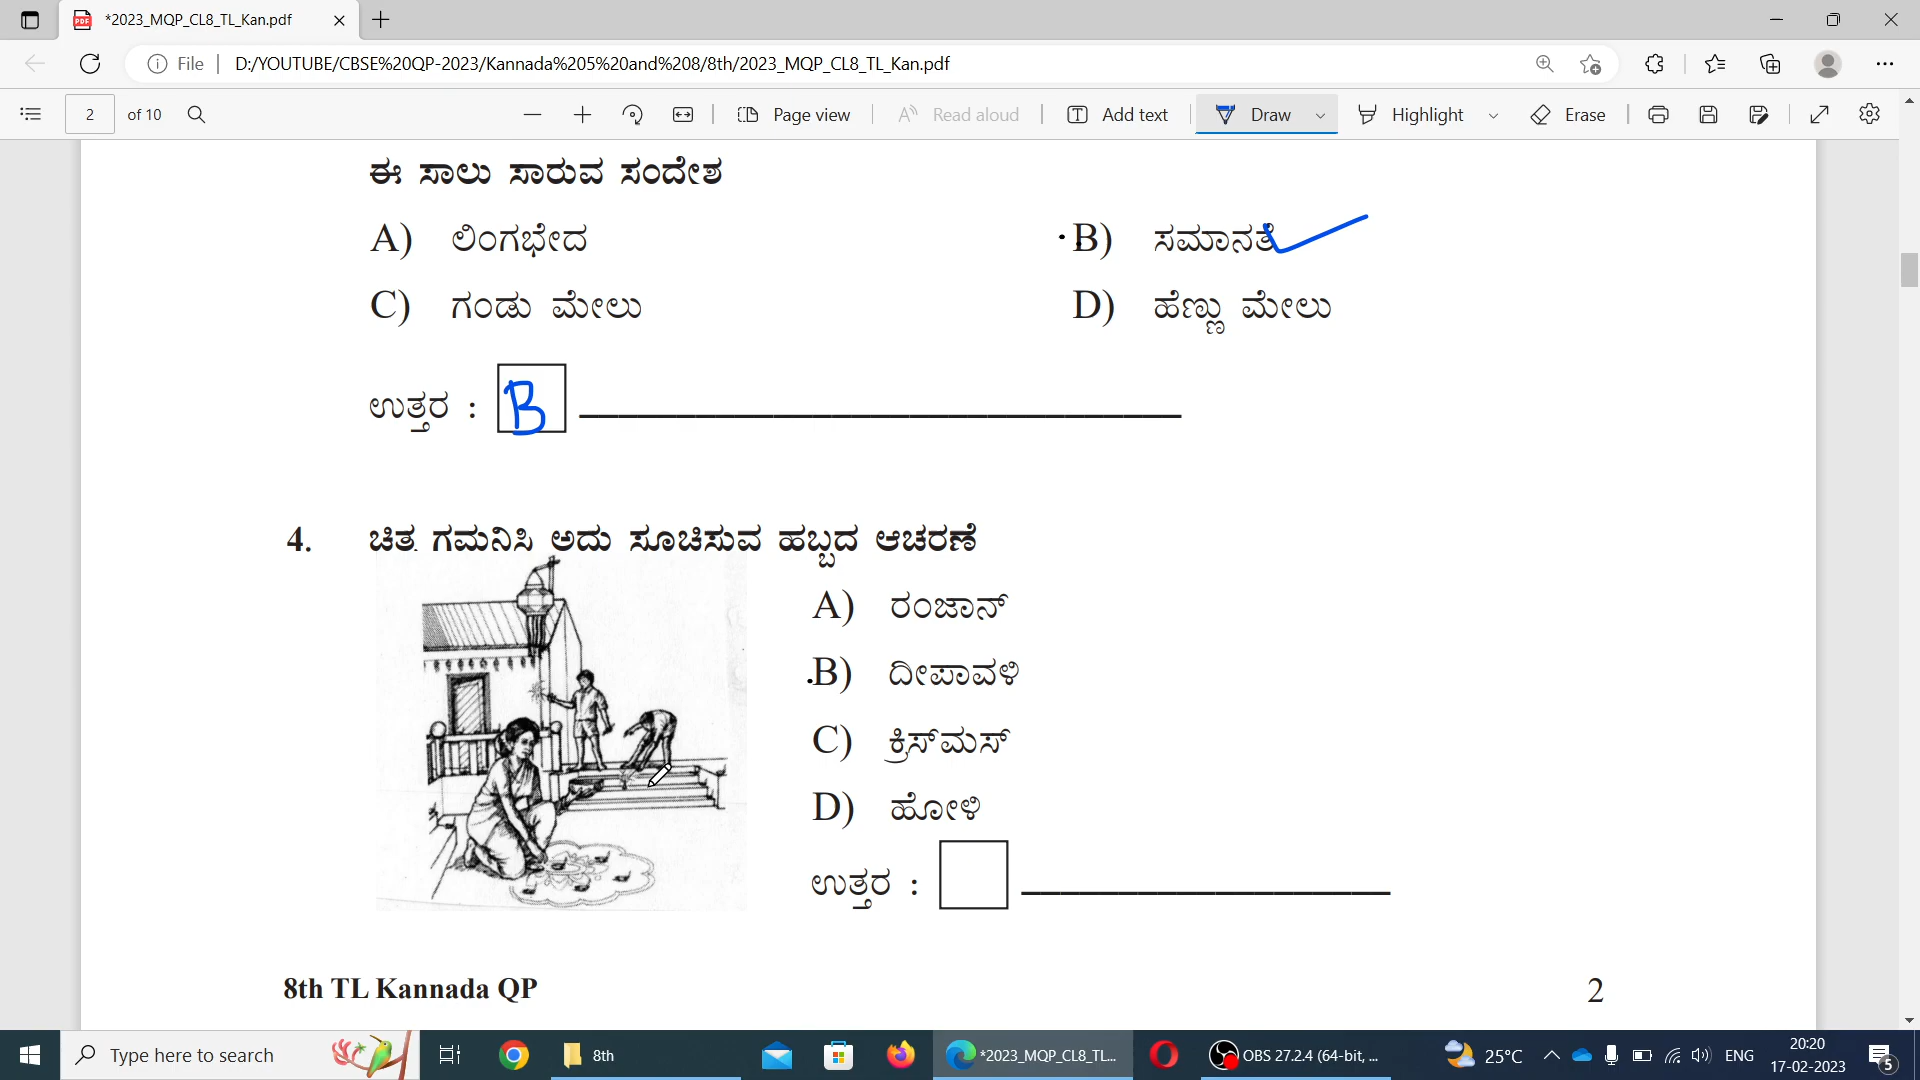 *2023_MQP_CL8_TL_Kan.pdf
File D:/YOUTUBE/CBSE%20QP-2023/Kannada%205%20and%208/8th/2023_MQP_CL8_TL_Kan.pdf
2 of 10 Page view Read aloud Add text Draw Highlight Erase
ಈ ಸಾಲು ಸಾರುವ ಸಂದೇಶ
A) ಲಿಂಗಭೇದ B) ಸಮಾನತೆ
C) ಗಂಡು ಮೇಲು D) ಹೆಣ್ಣು ಮೇಲು
ಉತ್ತರ : B
4. ಚಿತ್ರ ಗಮನಿಸಿ ಅದು ಸೂಚಿಸುವ ಹಬ್ಬದ ಆಚರಣೆ
A) ರಂಜಾನ್
B) ದೀಪಾವಳಿ
C) ಕ್ರಿಸ್‌ಮಸ್
D) ಹೋಳಿ
ಉತ್ತರ :
8th TL Kannada QP 2
Type here to search 8th *2023_MQP_CL8_TL... OBS 27.2.4 (64-bit, ... 25°C ENG 20:20
17-02-2023 5